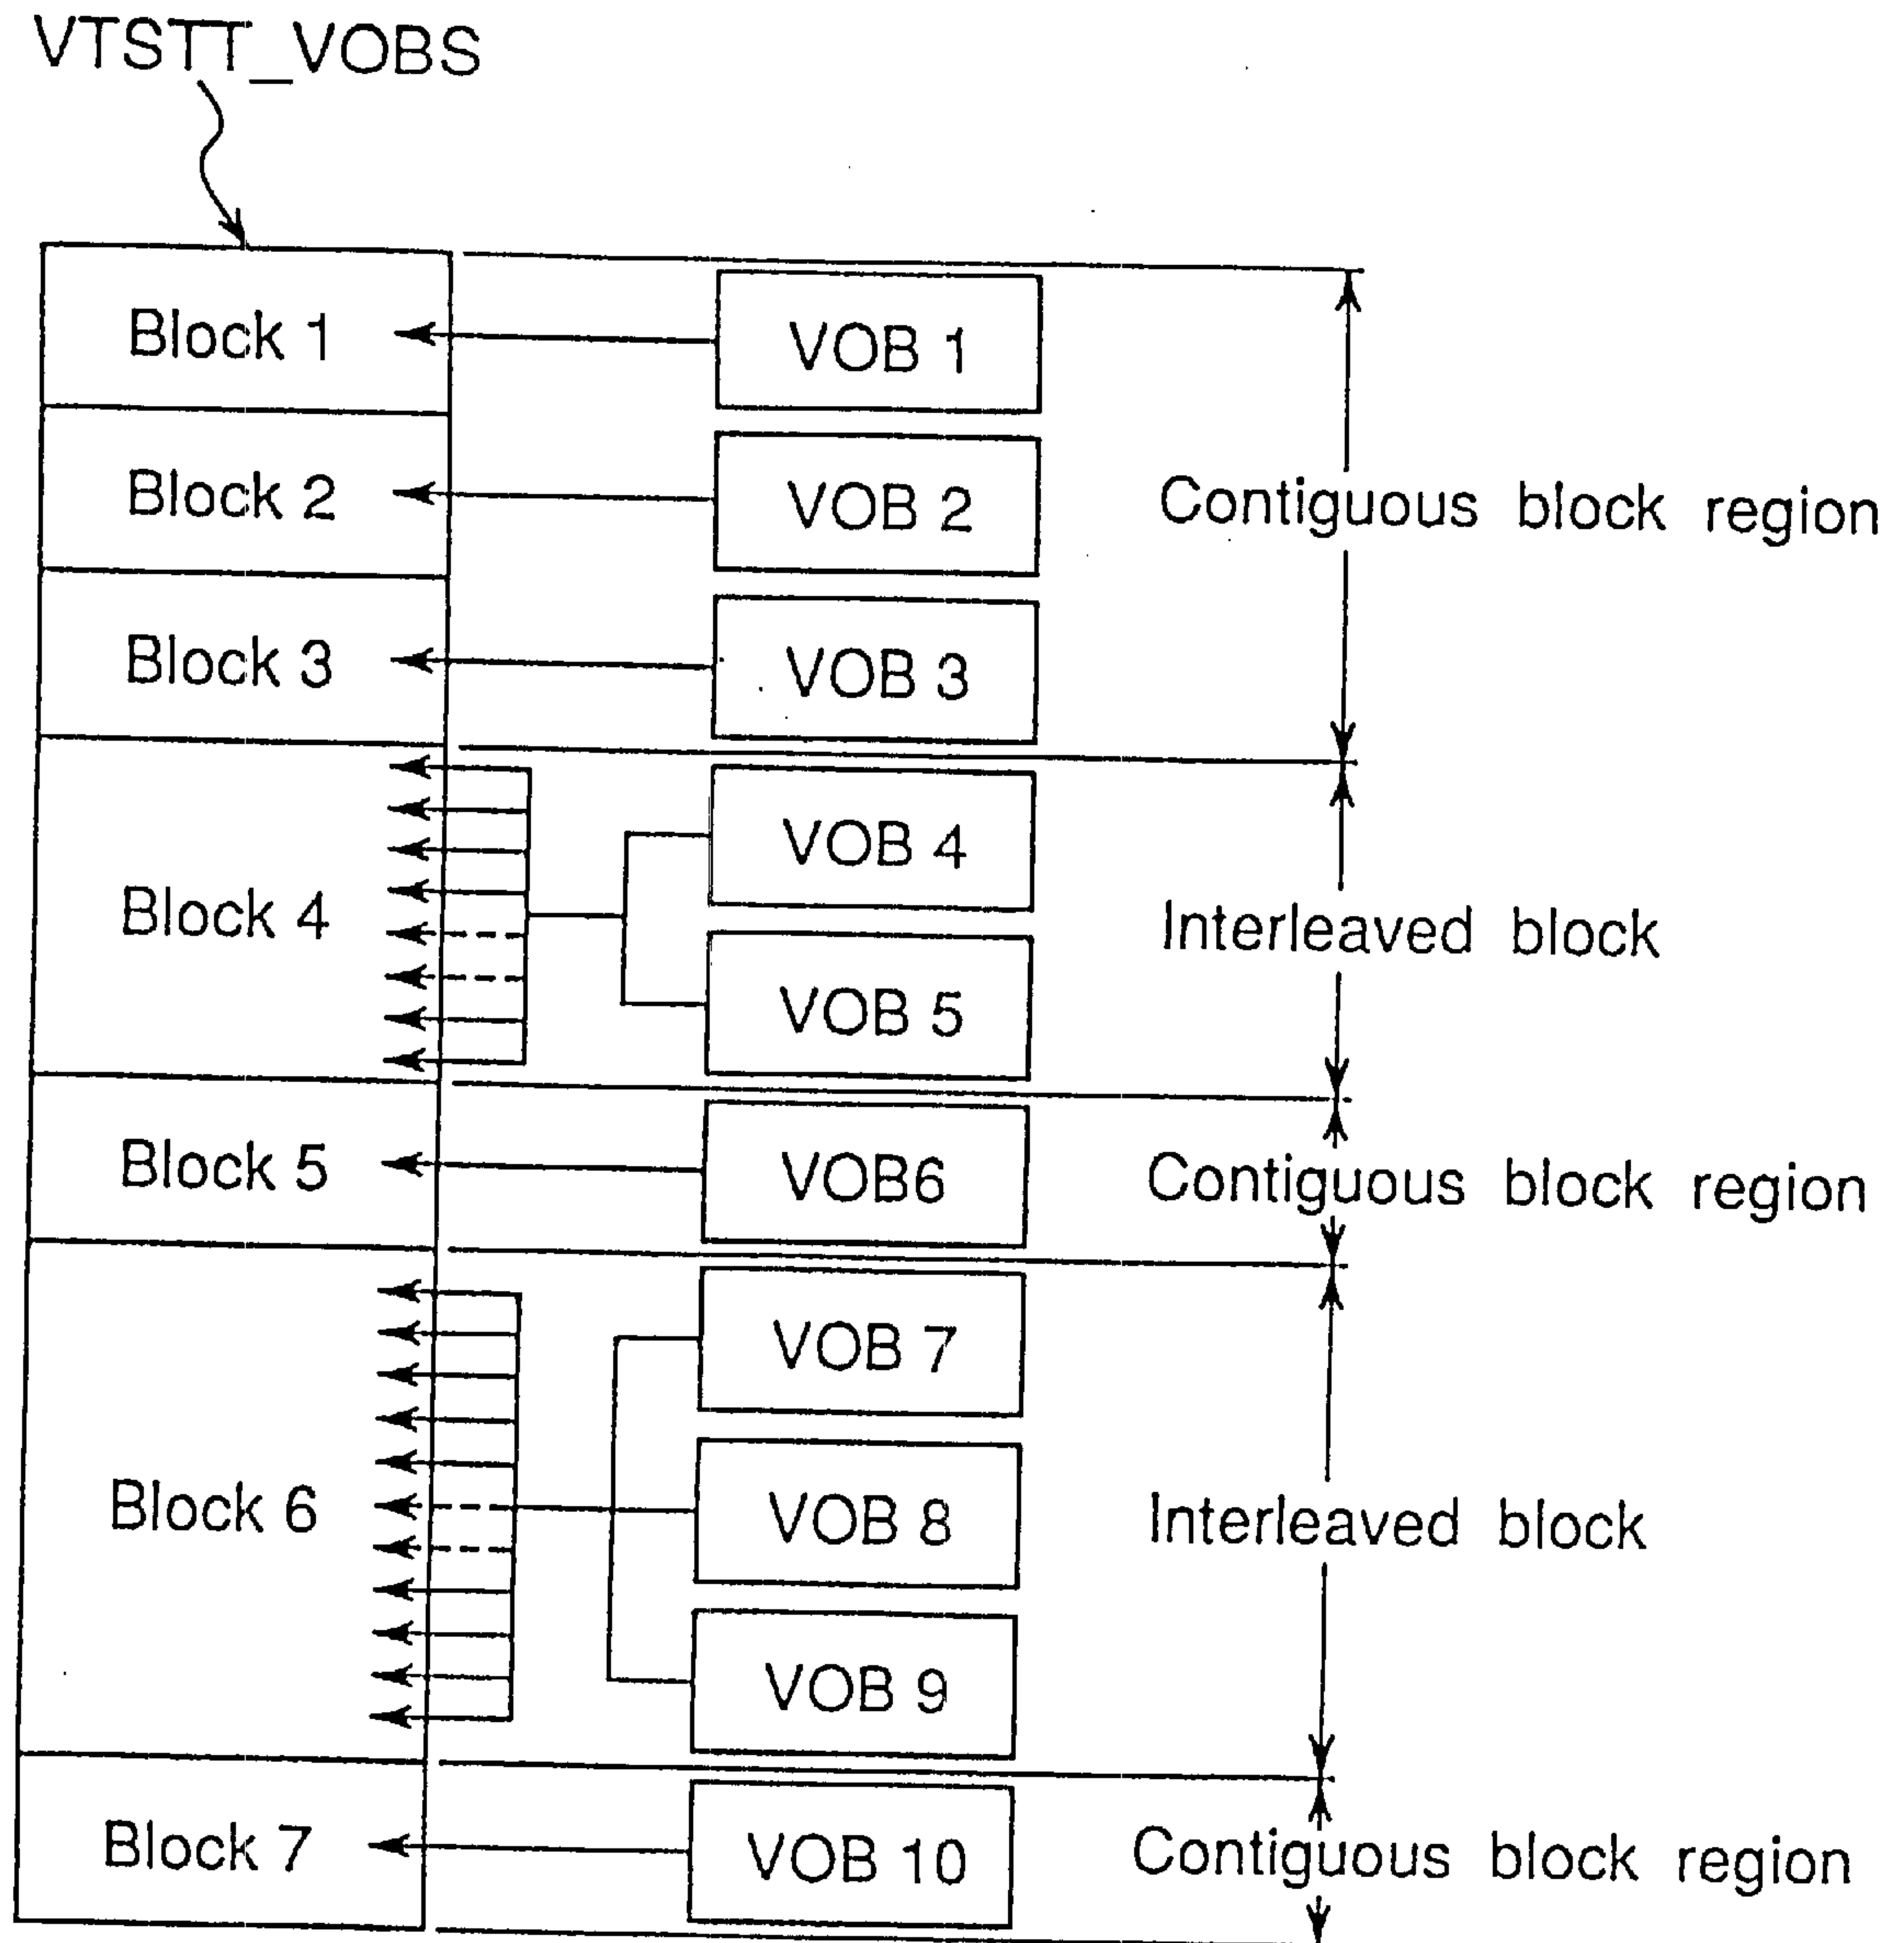 VTSTT_VOBS
Block 1
VOB 1
Block 2
VOB 2
Contiguous block region
Block 3
VOB 3
Block 4
VOB 4
Interleaved block
VOB 5
Block 5
VOB6
Contiguous block region
VOB 7
Block 6
VOB 8
Interleaved block
VOB 9
Block 7
VOB 10
Contiguous block region